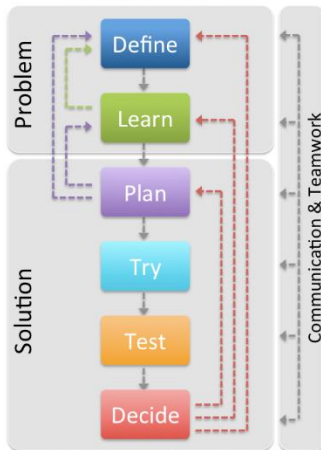 Problem
Define
Learn
Solution
Plan
Try
Test
Decide
Communication & Teamwork